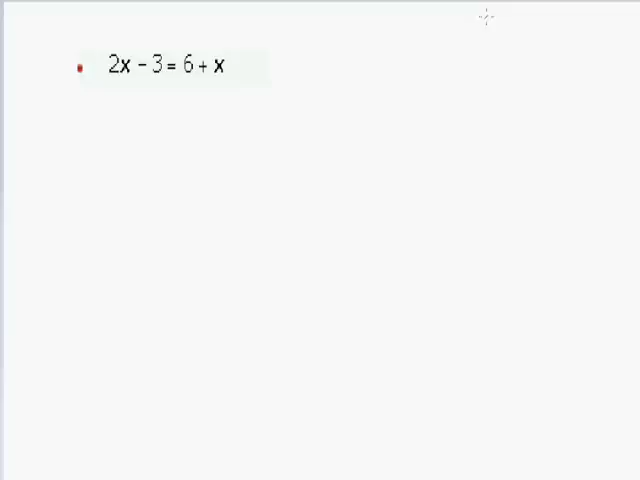 • 2x - 3 = 6 + x